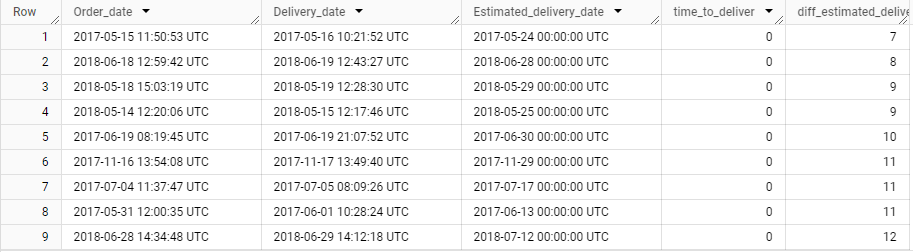 Row Order_date Delivery_date Estimated_delivery_date time_to_deliver diff_estimated_delive
1 2017-05-15 11:50:53 UTC 2017-05-16 10:21:52 UTC 2017-05-24 00:00:00 UTC 0 7
2 2018-06-18 12:59:42 UTC 2018-06-19 12:43:27 UTC 2018-06-28 00:00:00 UTC 0 8
3 2018-05-18 15:03:19 UTC 2018-05-19 12:28:30 UTC 2018-05-29 00:00:00 UTC 0 9
4 2018-05-14 12:20:06 UTC 2018-05-15 12:17:46 UTC 2018-05-25 00:00:00 UTC 0 9
5 2017-06-19 08:19:45 UTC 2017-06-19 21:07:52 UTC 2017-06-30 00:00:00 UTC 0 10
6 2017-11-16 13:54:08 UTC 2017-11-17 13:49:40 UTC 2017-11-29 00:00:00 UTC 0 11
7 2017-07-04 11:37:47 UTC 2017-07-05 08:09:26 UTC 2017-07-17 00:00:00 UTC 0 11
8 2017-05-31 12:00:35 UTC 2017-06-01 10:28:24 UTC 2017-06-13 00:00:00 UTC 0 11
9 2018-06-28 14:34:48 UTC 2018-06-29 14:12:18 UTC 2018-07-12 00:00:00 UTC 0 12